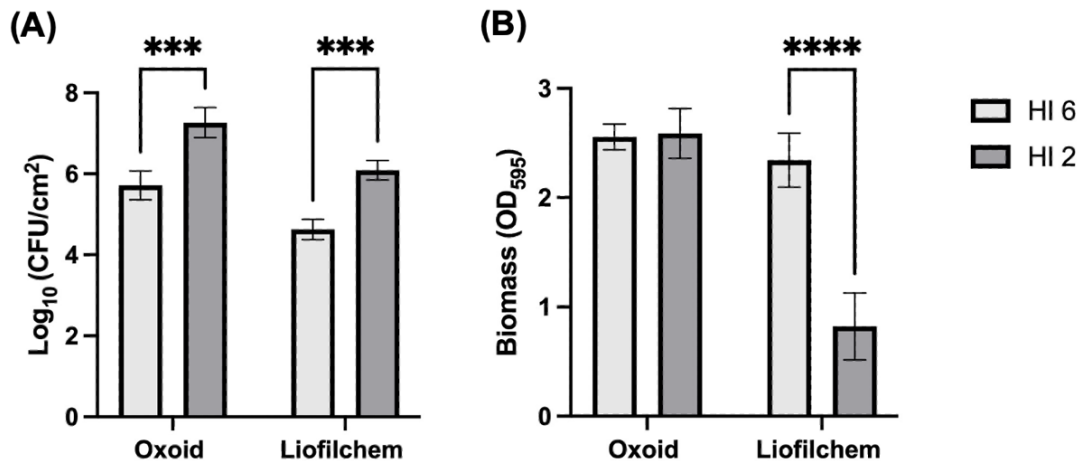 (A)
*** ***
Log₁₀ (CFU/cm²)
8
6
4
2
0
Oxoid Liofilchem
(B)
****
Biomass (OD₅₉₅)
3
2
1
0
Oxoid Liofilchem
HI 6
HI 2